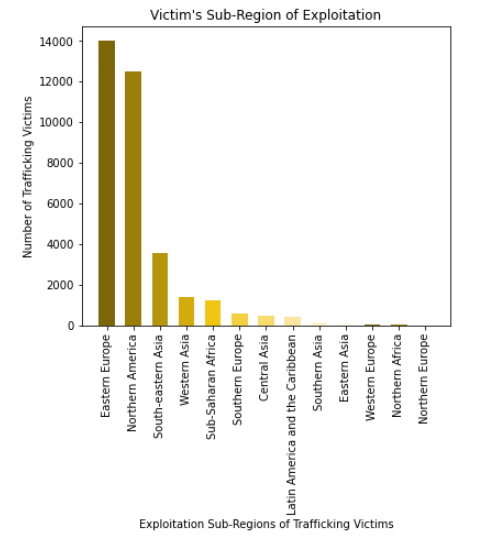 Victim's Sub-Region of Exploitation
Number of Trafficking Victims
14000
12000
10000
8000
6000
4000
2000
0
Eastern Europe
Northern America
South-eastern Asia
Western Asia
Sub-Saharan Africa
Southern Europe
Central Asia
Latin America and the Caribbean
Southern Asia
Eastern Asia
Western Europe
Northern Africa
Northern Europe
Exploitation Sub-Regions of Trafficking Victims